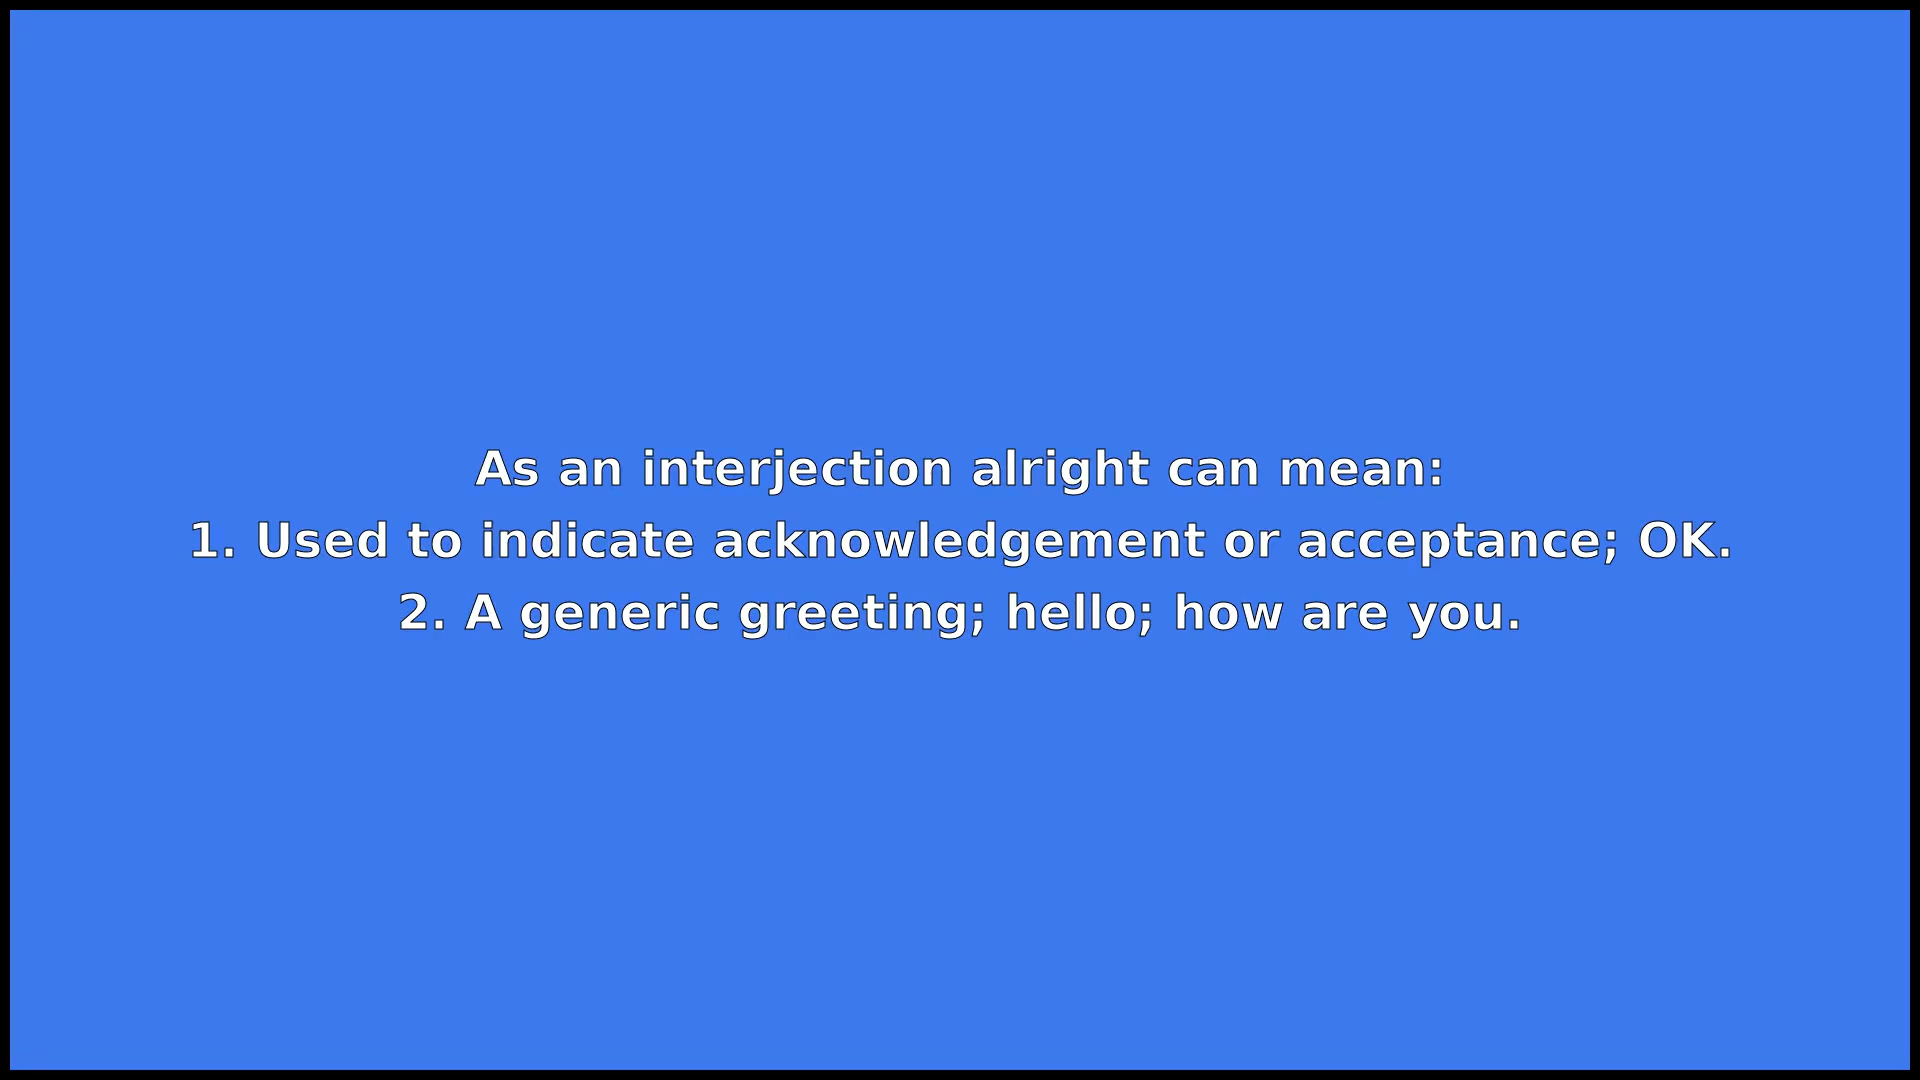 As an interjection alright can mean:
1. Used to indicate acknowledgement or acceptance; OK.
2. A generic greeting; hello; how are you.